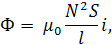 Φ = μ₀ N²S/l i,